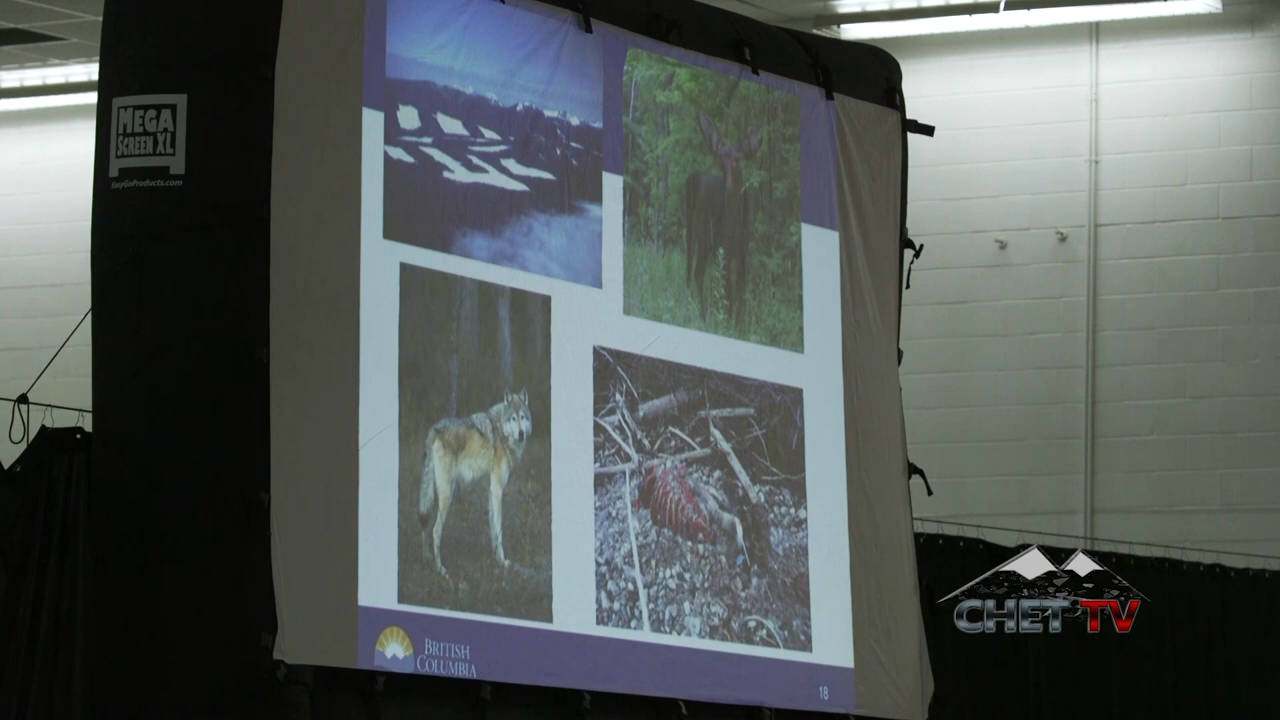 MEGA
SCREEN XL
EasyGoProducts.com
BRITISH
COLUMBIA
18
CHET TV